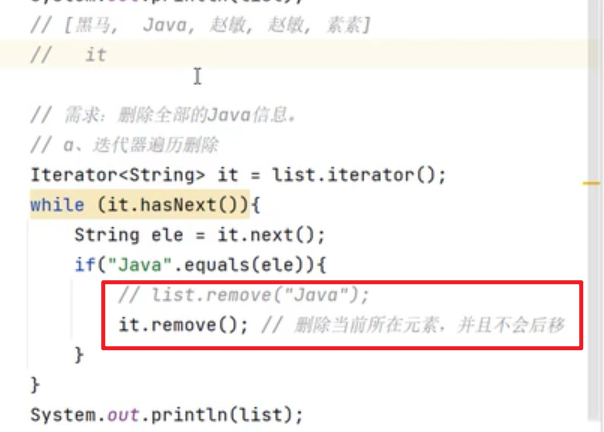 System.out.println(list);
// [黑马, Java, 赵敏, 赵敏, 素素]
// it
// 需求：删除全部的Java信息。
// a、迭代器遍历删除
Iterator<String> it = list.iterator();
while (it.hasNext()){
String ele = it.next();
if("Java".equals(ele)){
// list.remove("Java");
it.remove(); // 删除当前所在元素，并且不会后移
}
}
System.out.println(list);